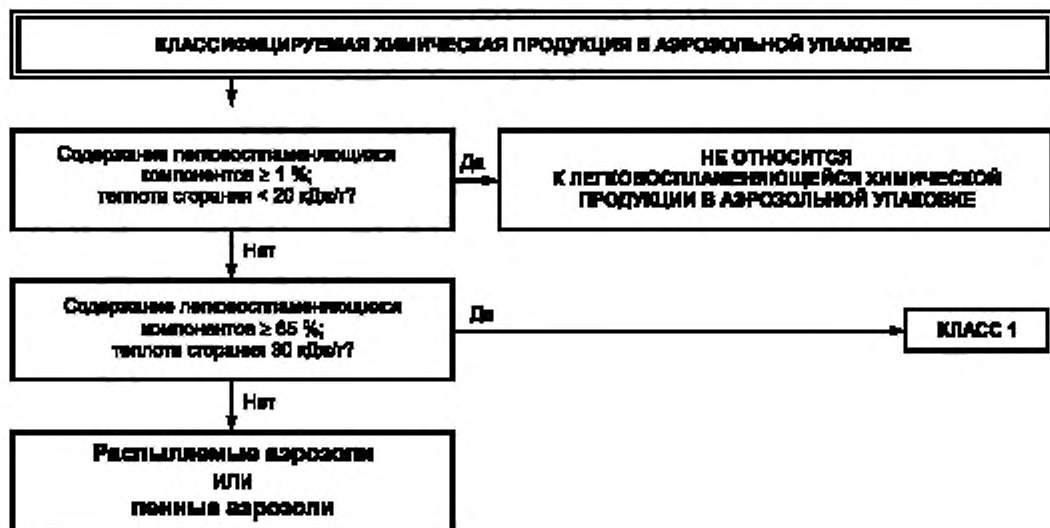 КЛАССИФИЦИРУЕМАЯ ХИМИЧЕСКАЯ ПРОДУКЦИЯ В АЭРОЗОЛЬНОЙ УПАКОВКЕ
Содержание легковоспламеняющихся
компонентов ≥ 1 %;
теплота сгорания < 20 кДж/г?
Да
НЕ ОТНОСИТСЯ
К ЛЕГКОВОСПЛАМЕНЯЮЩЕЙСЯ ХИМИЧЕСКОЙ
ПРОДУКЦИИ В АЭРОЗОЛЬНОЙ УПАКОВКЕ
Нет
Содержание легковоспламеняющихся
компонентов ≥ 85 %;
теплота сгорания 30 кДж/г?
Да
КЛАСС 1
Нет
Распыляемые аэрозоли
или
пенные аэрозоли